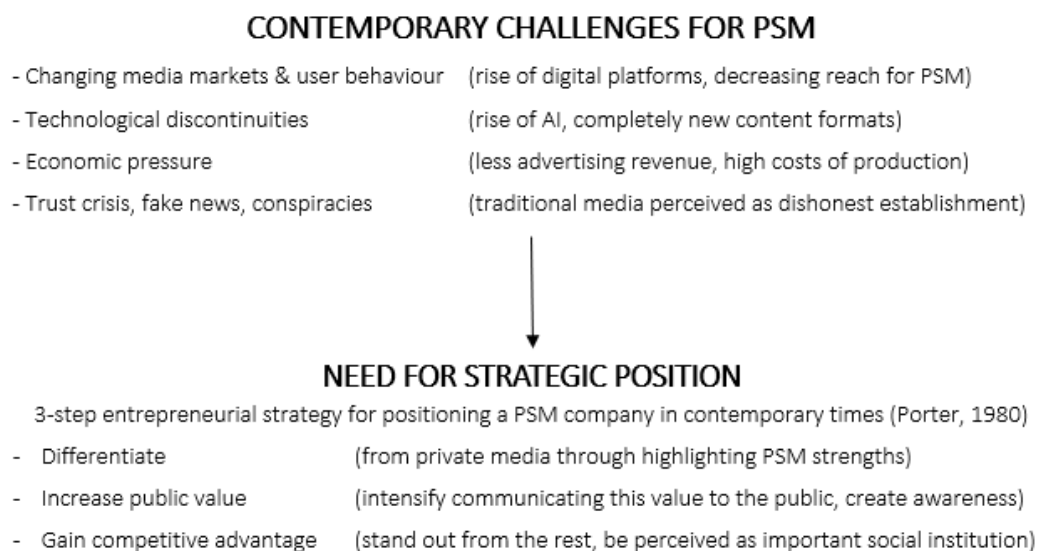 CONTEMPORARY CHALLENGES FOR PSM
- Changing media markets & user behaviour (rise of digital platforms, decreasing reach for PSM)
- Technological discontinuities (rise of AI, completely new content formats)
- Economic pressure (less advertising revenue, high costs of production)
- Trust crisis, fake news, conspiracies (traditional media perceived as dishonest establishment)
NEED FOR STRATEGIC POSITION
3-step entrepreneurial strategy for positioning a PSM company in contemporary times (Porter, 1980)
- Differentiate (from private media through highlighting PSM strengths)
- Increase public value (intensify communicating this value to the public, create awareness)
- Gain competitive advantage (stand out from the rest, be perceived as important social institution)